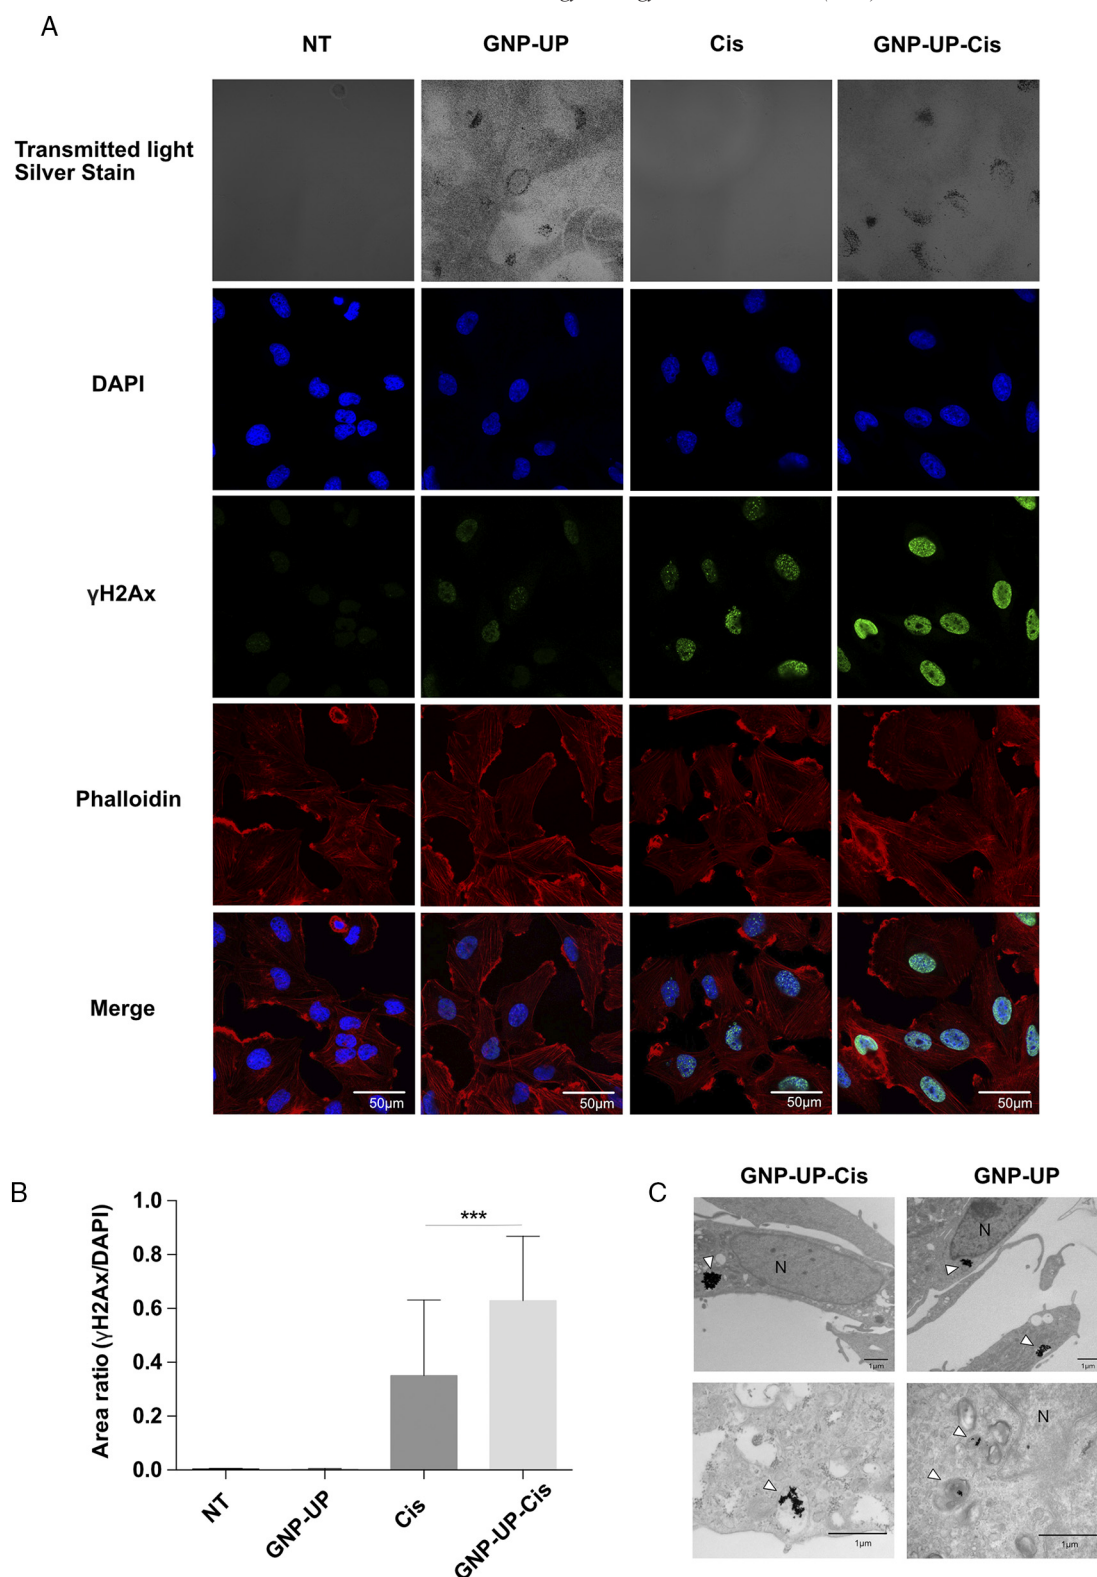 A
NT GNP-UP Cis GNP-UP-Cis
Transmitted light
Silver Stain
DAPI
γH2Ax
Phalloidin
Merge
50µm 50µm 50µm 50µm
B
Area ratio (γH2Ax/DAPI)
1.0
0.8
0.6
0.4
0.2
0.0
***
NT GNP-UP Cis GNP-UP-Cis
C
GNP-UP-Cis GNP-UP
N N
1µm 1µm
N
1µm 1µm